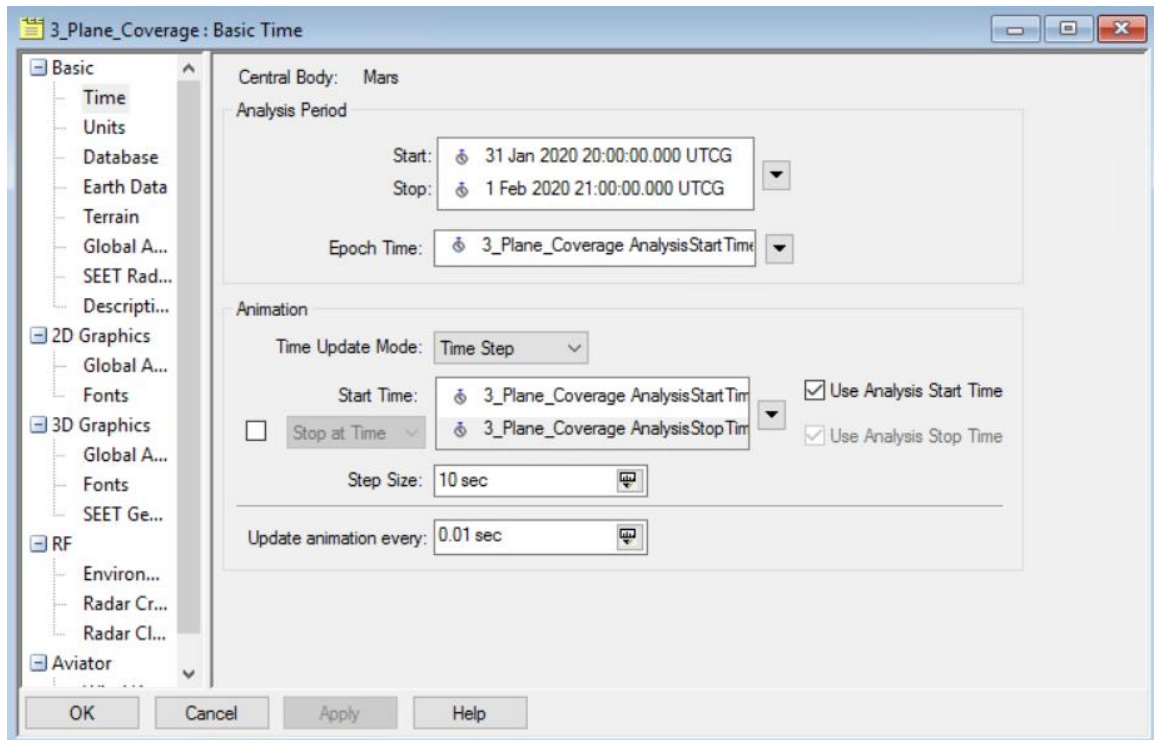 3_Plane_Coverage : Basic Time
Basic
Time
Units
Database
Earth Data
Terrain
Global A...
SEET Rad...
Descripti...
2D Graphics
Global A...
Fonts
3D Graphics
Global A...
Fonts
SEET Ge...
RF
Environ...
Radar Cr...
Radar Cl...
Aviator
Central Body: Mars
Analysis Period
Start: 31 Jan 2020 20:00:00.000 UTCG
Stop: 1 Feb 2020 21:00:00.000 UTCG
Epoch Time: 3_Plane_Coverage AnalysisStartTime
Animation
Time Update Mode: Time Step
Start Time: 3_Plane_Coverage AnalysisStartTim
Use Analysis Start Time
Stop at Time 3_Plane_Coverage AnalysisStopTim
Use Analysis Stop Time
Step Size: 10 sec
Update animation every: 0.01 sec
OK Cancel Apply Help